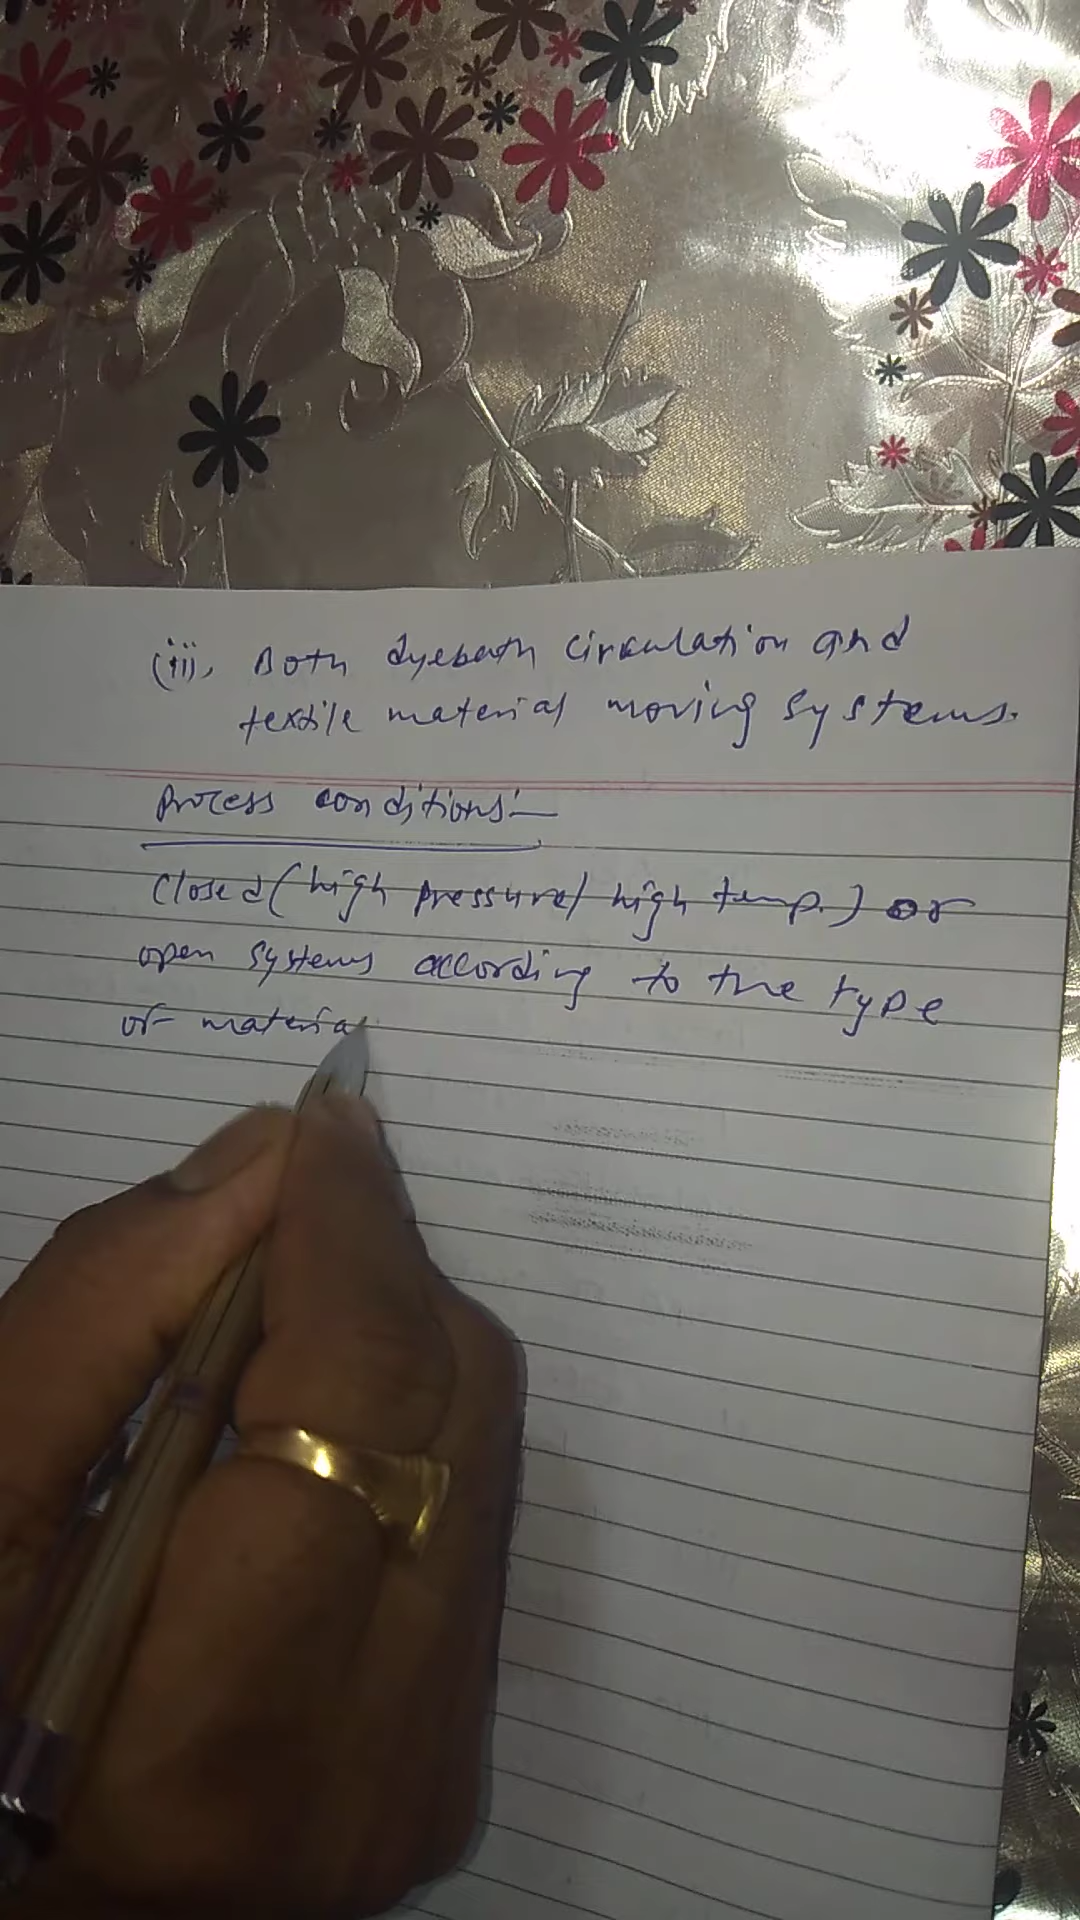 (iii), Both dyebath circulation and
textile material moving systems.
Process conditions:-
Closed (high pressure/high temp.) or
open systems according to the type
of materia